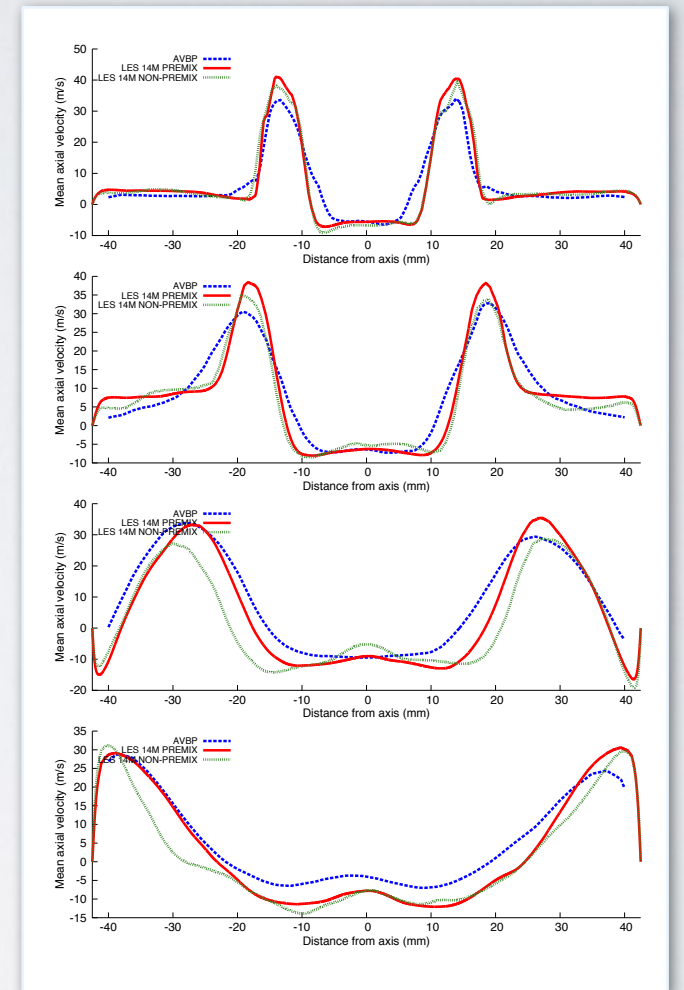 50
40
30
20
10
0
-10
Mean axial velocity (m/s)
AVBP
LES 14M PREMIX
LES 14M NON-PREMIX
-40 -30 -20 -10 0 10 20 30 40
Distance from axis (mm)
40
35
30
25
20
15
10
5
0
-5
-10
Mean axial velocity (m/s)
AVBP
LES 14M PREMIX
LES 14M NON-PREMIX
-40 -30 -20 -10 0 10 20 30 40
Distance from axis (mm)
40
30
20
10
0
-10
-20
Mean axial velocity (m/s)
AVBP
LES 14M PREMIX
LES 14M NON-PREMIX
-40 -30 -20 -10 0 10 20 30 40
Distance from axis (mm)
35
30
25
20
15
10
5
0
-5
-10
-15
Mean axial velocity (m/s)
AVBP
LES 14M PREMIX
LES 14M NON-PREMIX
-40 -30 -20 -10 0 10 20 30 40
Distance from axis (mm)